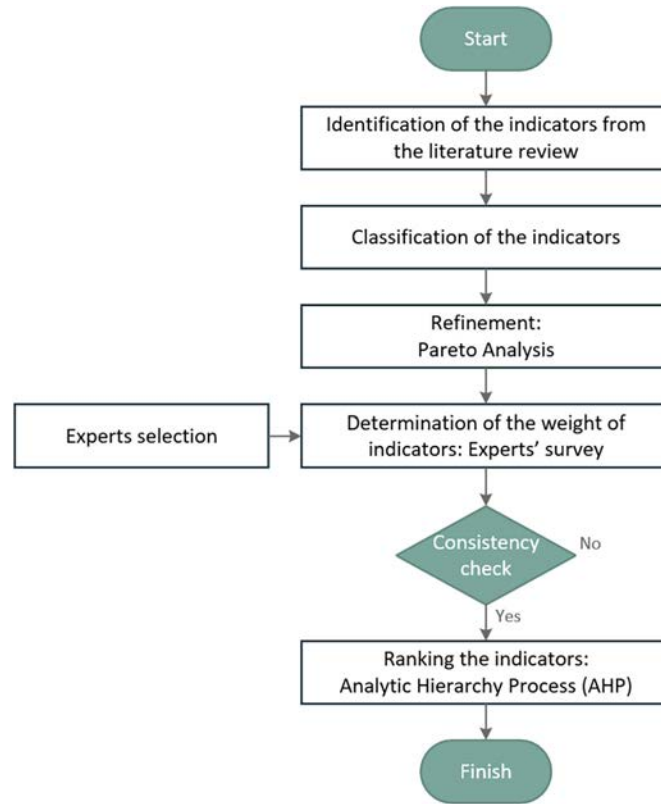 Start
Identification of the indicators from
the literature review
Classification of the indicators
Refinement:
Pareto Analysis
Experts selection
Determination of the weight of
indicators: Experts’ survey
Consistency
check
No
Yes
Ranking the indicators:
Analytic Hierarchy Process (AHP)
Finish